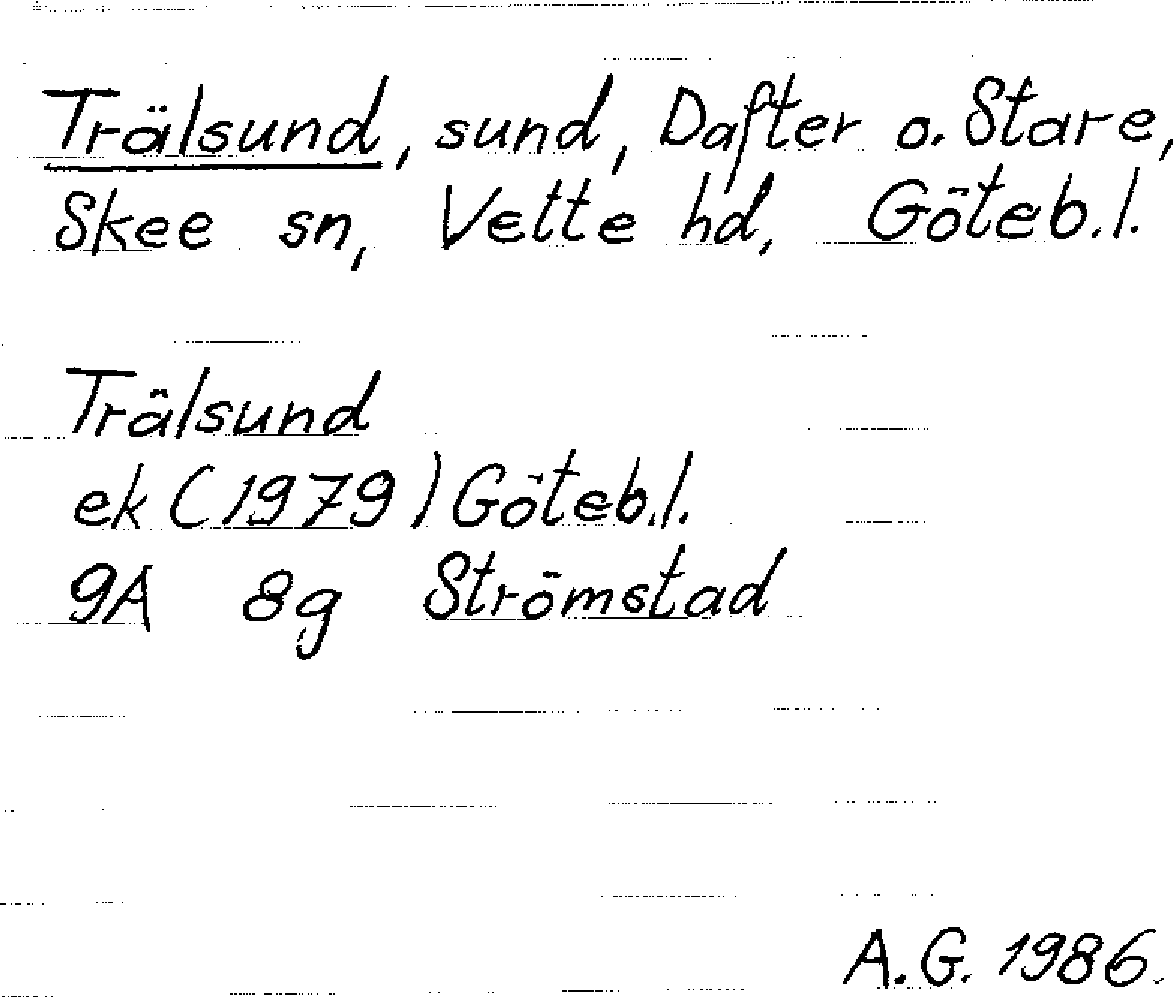 Trälsund, sund, Dafter o. Stare,
Skee sn, Vette hd, Göteb.l.
Trälsund
ek (1979) Göteb.l.
9A 8g Strömstad
A.G. 1986.